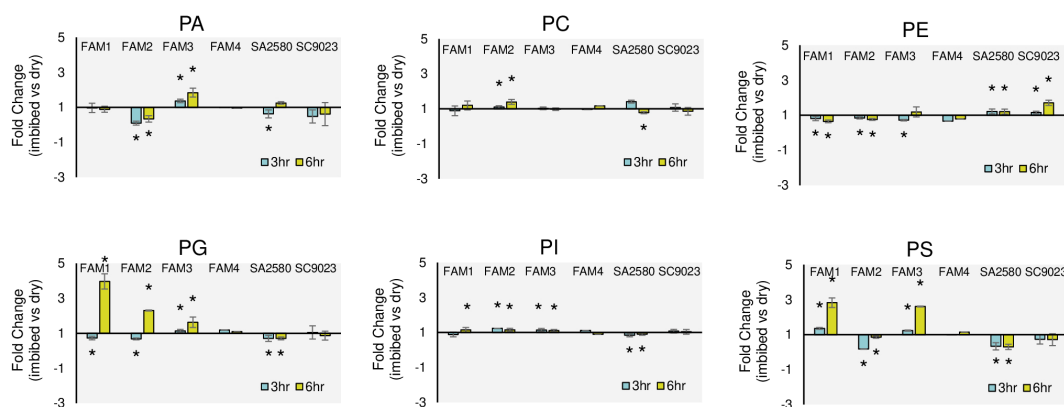 PA
Fold Change
(imbibed vs dry)
5
3
1
-1
-3
FAM1 FAM2 FAM3 FAM4 SA2580 SC9023
* * * * *
3hr 6hr
PC
Fold Change
(imbibed vs dry)
5
3
1
-1
-3
FAM1 FAM2 FAM3 FAM4 SA2580 SC9023
* * *
3hr 6hr
PE
Fold Change
(imbibed vs dry)
5
3
1
-1
-3
FAM1 FAM2 FAM3 FAM4 SA2580 SC9023
* * * * * * * * *
3hr 6hr
PG
Fold Change
(imbibed vs dry)
5
3
1
-1
-3
FAM1 FAM2 FAM3 FAM4 SA2580 SC9023
* * * * * * * *
3hr 6hr
PI
Fold Change
(imbibed vs dry)
5
3
1
-1
-3
FAM1 FAM2 FAM3 FAM4 SA2580 SC9023
* * * * * * *
3hr 6hr
PS
Fold Change
(imbibed vs dry)
5
3
1
-1
-3
FAM1 FAM2 FAM3 FAM4 SA2580 SC9023
* * * * * * * *
3hr 6hr